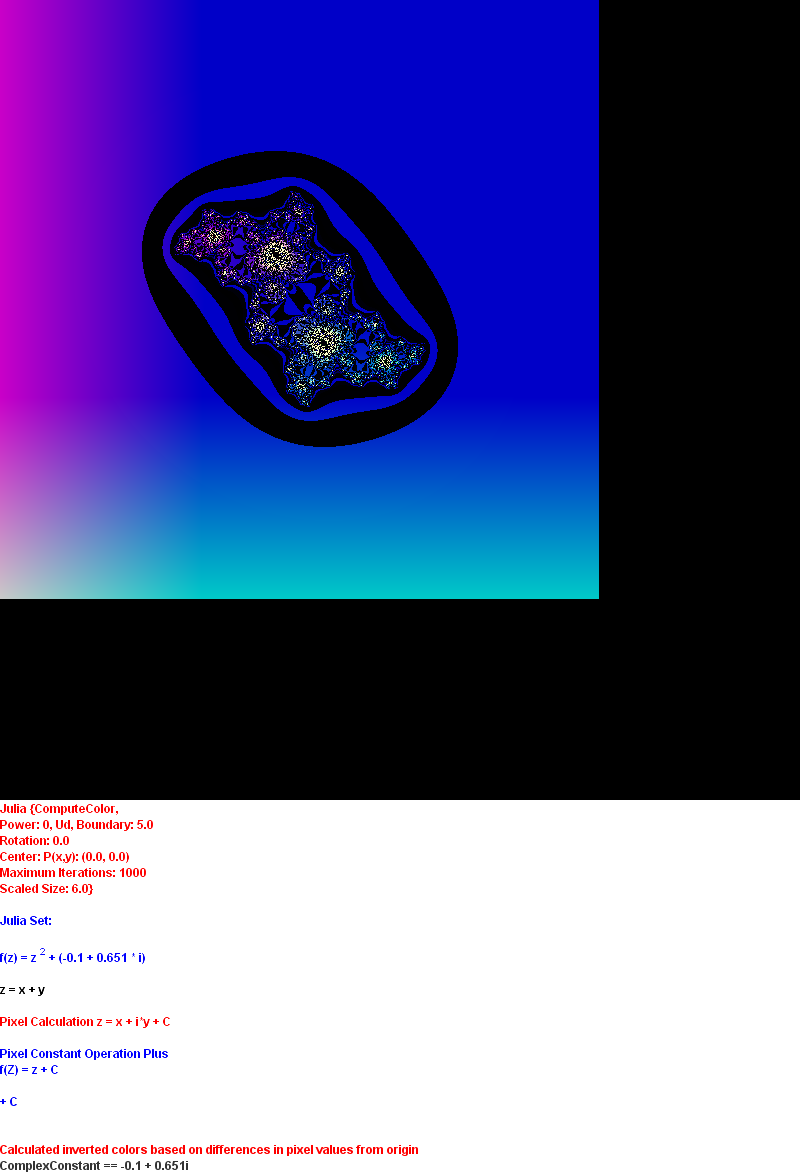 Julia {ComputeColor,
Power: 0, Ud, Boundary: 5.0
Rotation: 0.0
Center: P(x,y): (0.0, 0.0)
Maximum Iterations: 1000
Scaled Size: 6.0}
Julia Set:
f(z) = z 2 + (-0.1 + 0.651 * i)
z = x + y
Pixel Calculation z = x + i*y + C
Pixel Constant Operation Plus
f(Z) = z + C
+ C
Calculated inverted colors based on differences in pixel values from origin
ComplexConstant == -0.1 + 0.651i